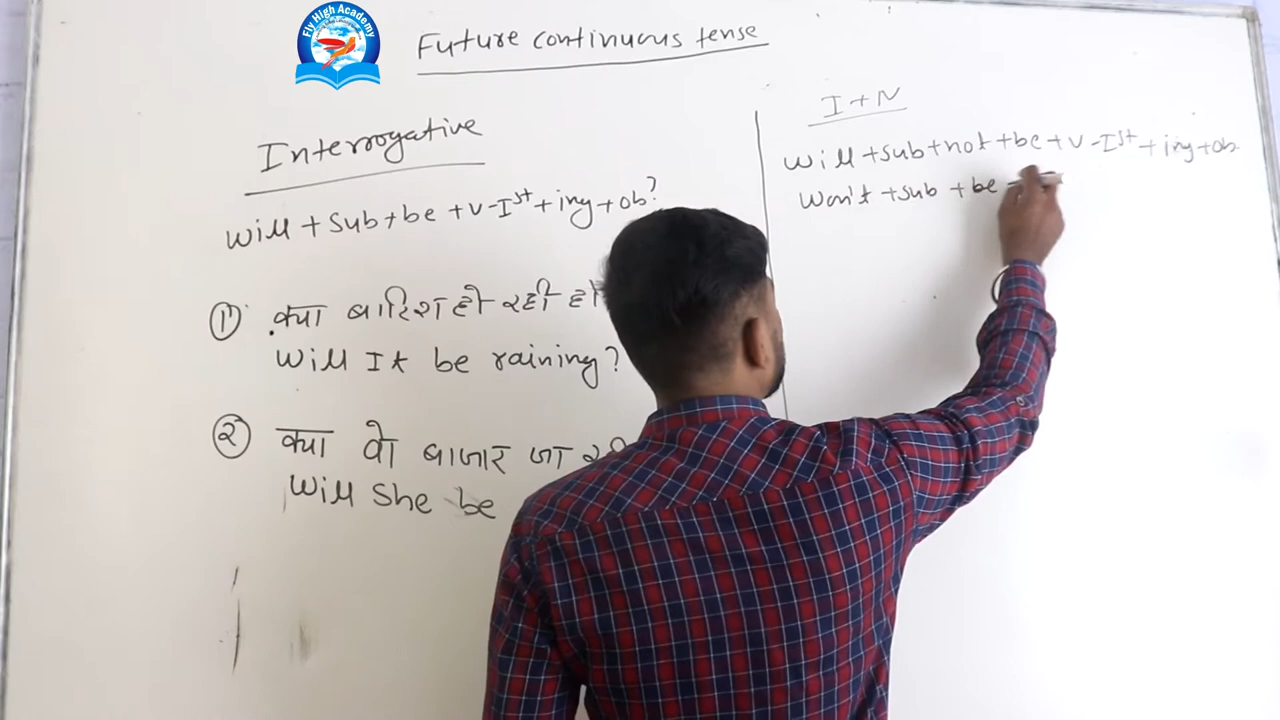 Fly High Academy
Future continuous tense
Interrogative
will + Sub + be + v-Ist + ing + ob?
① क्या बारिश हो रही हो
Will It be raining?
② क्या वो बाजार जा
Will She be
I + N
will + sub + not + be + v-Ist + ing + ob.
Won't + sub + be